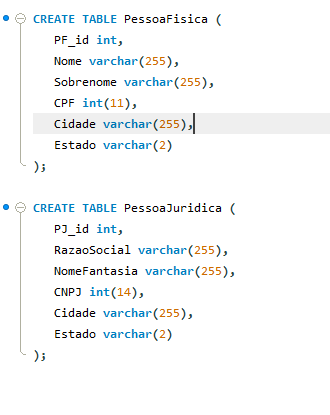 CREATE TABLE PessoaFisica (
PF_id int,
Nome varchar(255),
Sobrenome varchar(255),
CPF int(11),
Cidade varchar(255),
Estado varchar(2)
);
CREATE TABLE PessoaJuridica (
PJ_id int,
RazaoSocial varchar(255),
NomeFantasia varchar(255),
CNPJ int(14),
Cidade varchar(255),
Estado varchar(2)
);